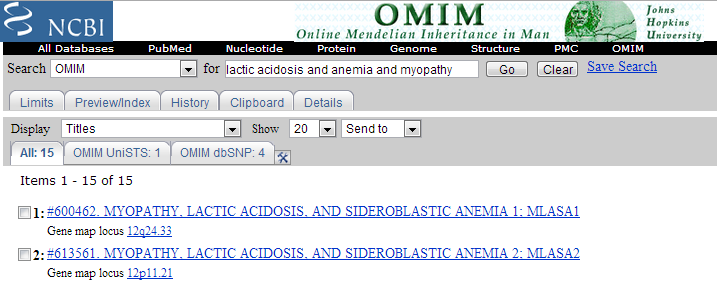 NCBI
OMIM
Online Mendelian Inheritance in Man
Johns
Hopkins
University
All Databases PubMed Nucleotide Protein Genome Structure PMC OMIM
Search OMIM for lactic acidosis and anemia and myopathy Go Clear Save Search
Limits Preview/Index History Clipboard Details
Display Titles Show 20 Send to
All: 15 OMIM UniSTS: 1 OMIM dbSNP: 4
Items 1 - 15 of 15
1: #600462. MYOPATHY, LACTIC ACIDOSIS, AND SIDEROBLASTIC ANEMIA 1; MLASA1
Gene map locus 12q24.33
2: #613561. MYOPATHY, LACTIC ACIDOSIS, AND SIDEROBLASTIC ANEMIA 2; MLASA2
Gene map locus 12p11.21